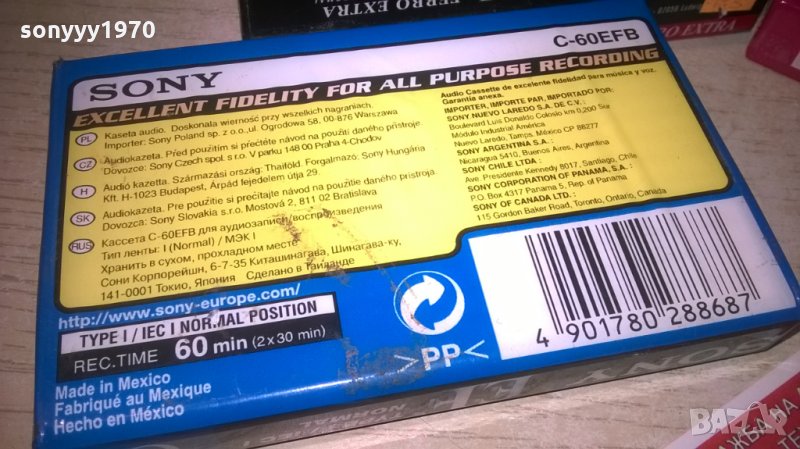 sonyyy1970
FERRO EXTRA
SONY
C-60EFB
EXCELLENT FIDELITY FOR ALL PURPOSE RECORDING
PL
Kaseta audio. Doskonała wierność przy wszelkich nagraniach.
Importer: Sony Poland sp. z o.o.,ul. Ogrodowa 58. 00-876 Warszawa
CZ
Audiokazeta. Před použitím si přečtěte návod na použití daného přístroje.
Dovozce: Sony Czech spol. s r.o. V parku 148 00 Praha 4-Chodov
H
Audió kazetta. Származási ország: Thaiföld. Forgalmazó: Sony Hungária
Kft. H-1023 Budapest, Árpád fejedelem útja 29.
SK
Audiokazeta. Pre použitím si prečítajte návod na použitie daného prístroja.
Dovozca: Sony Slovakia s.r.o. Mostová 2, 811 02 Bratislava
RUS
Кассета C-60EFB для аудиозаписи/воспроизведения
Тип ленты: I (Normal) / МЭК I
Хранить в сухом, прохладном месте
Сони Корпорейшн, 6-7-35 Киташинагава, Шинагава-ку,
141-0001 Токио, Япония Сделано в Таиланде
Audio Cassette de excelente fidelidad para música y voz.
Garantía anexa.
IMPORTER, IMPORTE PAR, IMPORTADO POR:
SONY NUEVO LAREDO S.A. DE C.V.:
Boulevard Luis Donaldo Colosio km 0,200 Sur
Módulo Industrial América
Nuevo Laredo, Tamps, México CP 88277
SONY ARGENTINA S.A.:
Nicaragua 5410, Buenos Aires, Argentina
SONY CHILE LTD.:
Ave. Presidente Kennedy 8017, Santiago, Chile
SONY CORPORATION OF PANAMA, S.A.:
P.O. Box 4317 Panama 5, Rep. of Panama
SONY OF CANADA LTD.:
115 Gordon Baker Road, Toronto, Ontario, Canada
http://www.sony-europe.com/
TYPE I / IEC I NORMAL POSITION
REC.TIME 60 min (2 x 30 min)
Made in Mexico
Fabriqué au Mexique
Hecho en México
>PP<
4 901780 288687
BAZAR